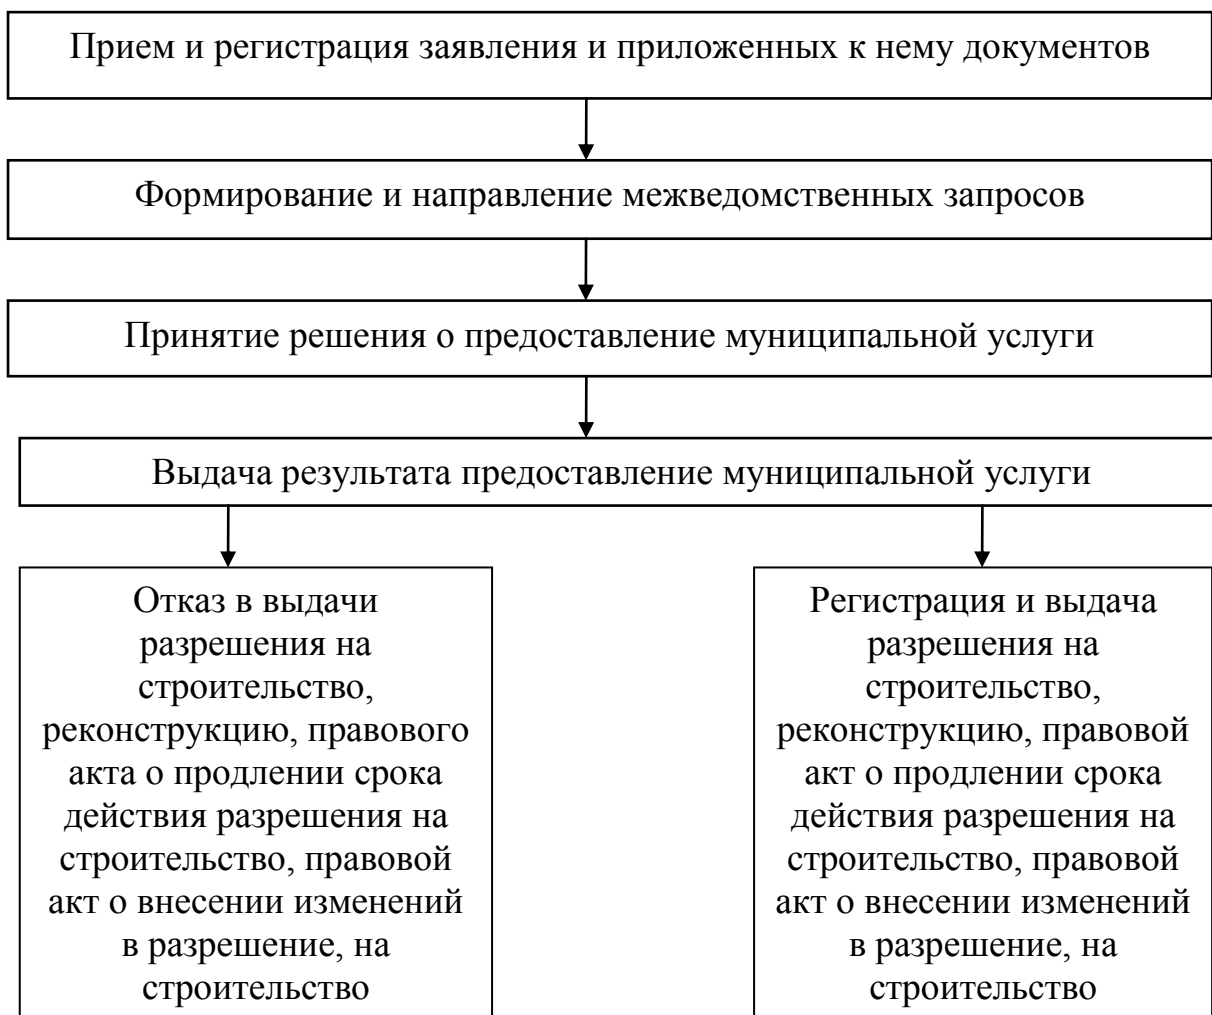 Прием и регистрация заявления и приложенных к нему документов
Формирование и направление межведомственных запросов
Принятие решения о предоставление муниципальной услуги
Выдача результата предоставление муниципальной услуги
Отказ в выдачи
разрешения на
строительство,
реконструкцию, правового
акта о продлении срока
действия разрешения на
строительство, правовой
акт о внесении изменений
в разрешение, на
строительство
Регистрация и выдача
разрешения на
строительство,
реконструкцию, правовой
акт о продлении срока
действия разрешения на
строительство, правовой
акт о внесении изменений
в разрешение, на
строительство